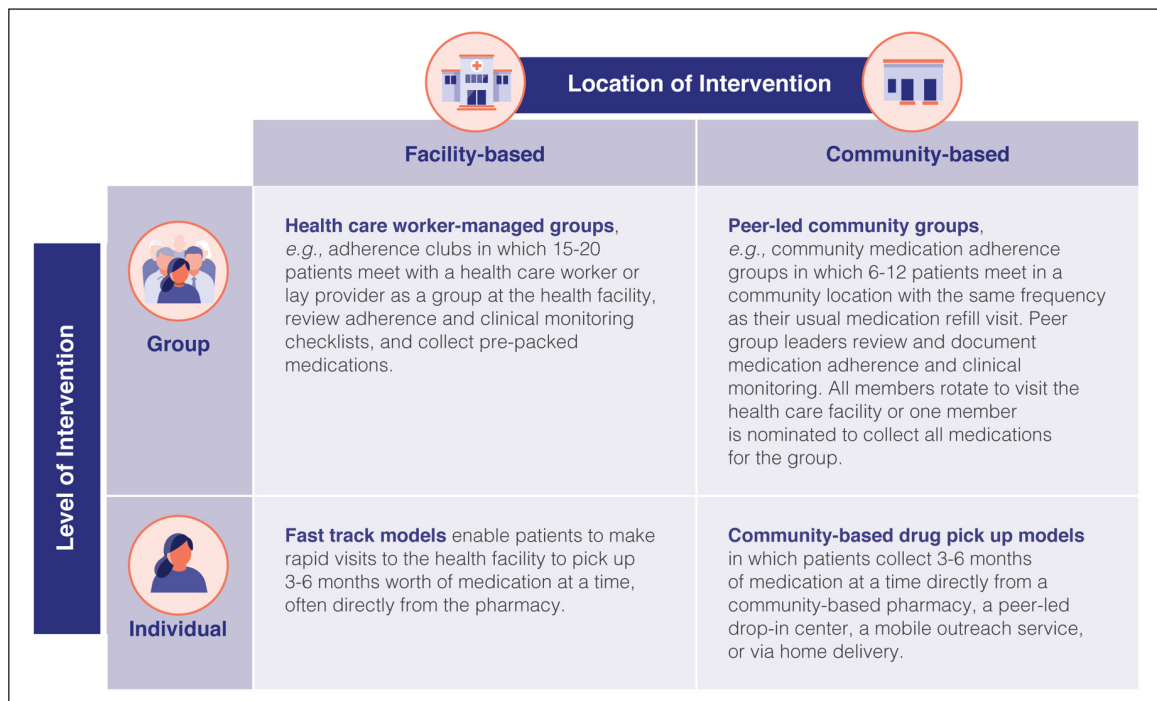 Location of Intervention
Facility-based
Community-based
Level of Intervention
Group
Health care worker-managed groups,
e.g., adherence clubs in which 15-20
patients meet with a health care worker or
lay provider as a group at the health facility,
review adherence and clinical monitoring
checklists, and collect pre-packed
medications.
Peer-led community groups,
e.g., community medication adherence
groups in which 6-12 patients meet in a
community location with the same frequency
as their usual medication refill visit. Peer
group leaders review and document
medication adherence and clinical
monitoring. All members rotate to visit the
health care facility or one member
is nominated to collect all medications
for the group.
Individual
Fast track models enable patients to make
rapid visits to the health facility to pick up
3-6 months worth of medication at a time,
often directly from the pharmacy.
Community-based drug pick up models
in which patients collect 3-6 months
of medication at a time directly from a
community-based pharmacy, a peer-led
drop-in center, a mobile outreach service,
or via home delivery.